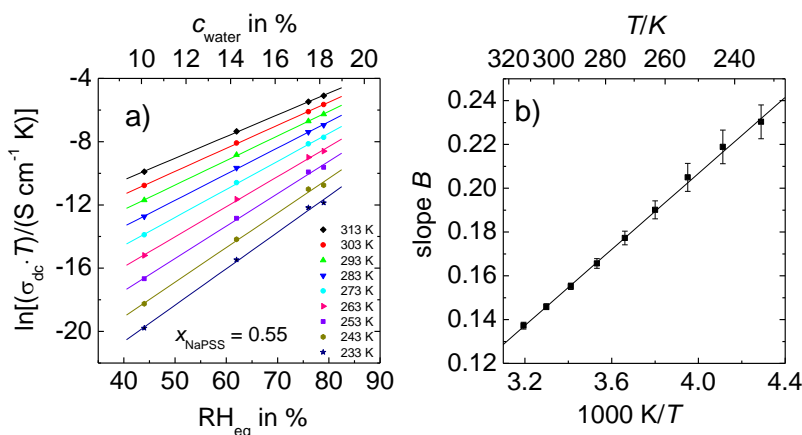 c_water in %
10 12 14 16 18 20
a)
-4
-8
-12
-16
-20
ln[(σ_dc· T)/(S cm⁻¹ K)]
313 K
303 K
293 K
283 K
273 K
263 K
253 K
243 K
233 K
x_NaPSS = 0.55
40 50 60 70 80 90
RH_eq in %
T/K
320 300 280 260 240
b)
0.24
0.22
0.20
0.18
0.16
0.14
0.12
slope B
3.2 3.6 4.0 4.4
1000 K/T